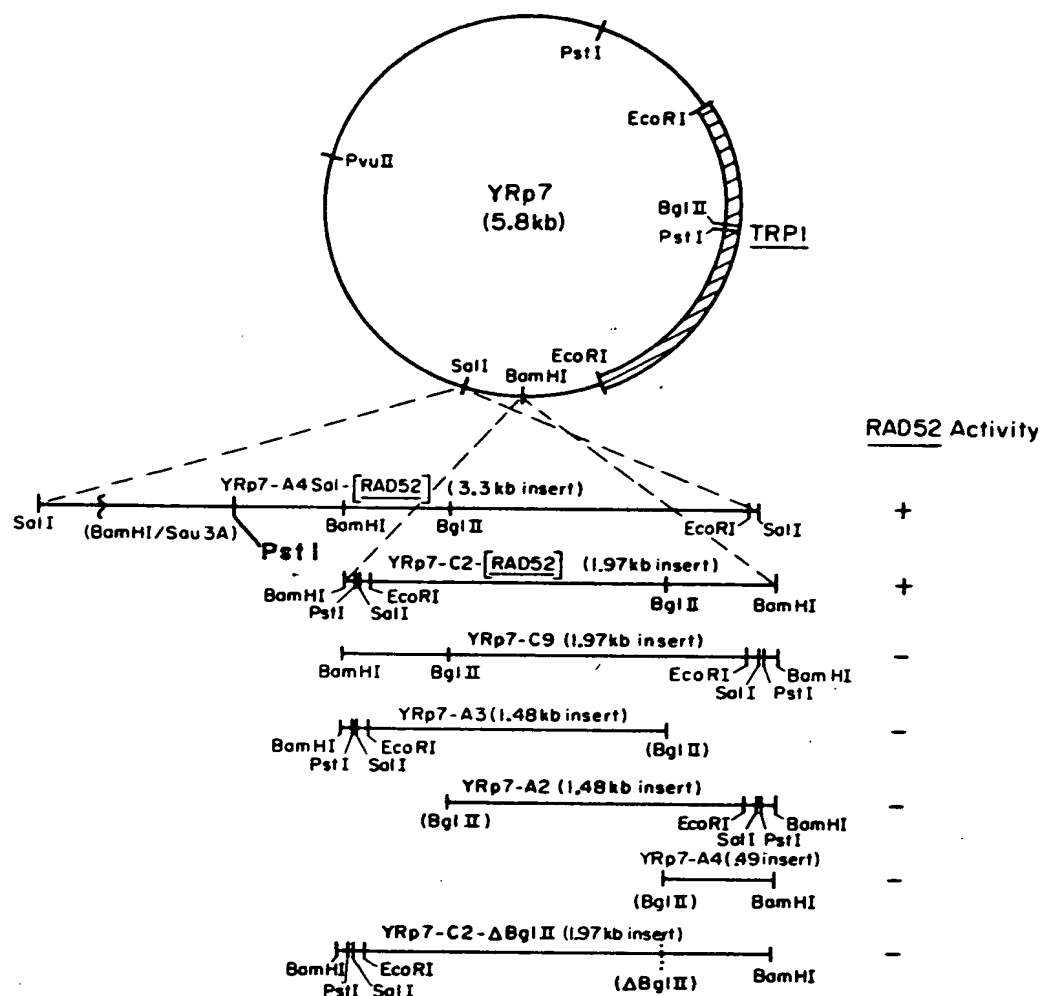 PstI
EcoRI
PvuII
YRp7
(5.8kb)
BglII
PstI
TRP1
EcoRI
SalI
BamHI
RAD52 Activity
YRp7-A4Sal-[RAD52] (3.3kb insert)
SalI
(BamHI/Sau3A)
BamHI
BglII
EcoRI
SalI
+
PstI
YRp7-C2-[RAD52] (1.97kb insert)
BamHI
EcoRI
BglII
BamHI
PstI
SalI
+
YRp7-C9 (1.97kb insert)
BamHI
BglII
EcoRI
BamHI
SalI
PstI
-
YRp7-A3(1.48kb insert)
BamHI
EcoRI
(BglII)
PstI
SalI
-
YRp7-A2 (1.48kb insert)
(BglII)
EcoRI
BamHI
SalI
PstI
-
YRp7-A4(.49insert)
(BglII)
BamHI
-
YRp7-C2-ΔBglII (1.97kb insert)
BamHI
EcoRI
(ΔBglII)
BamHI
PstI
SalI
-